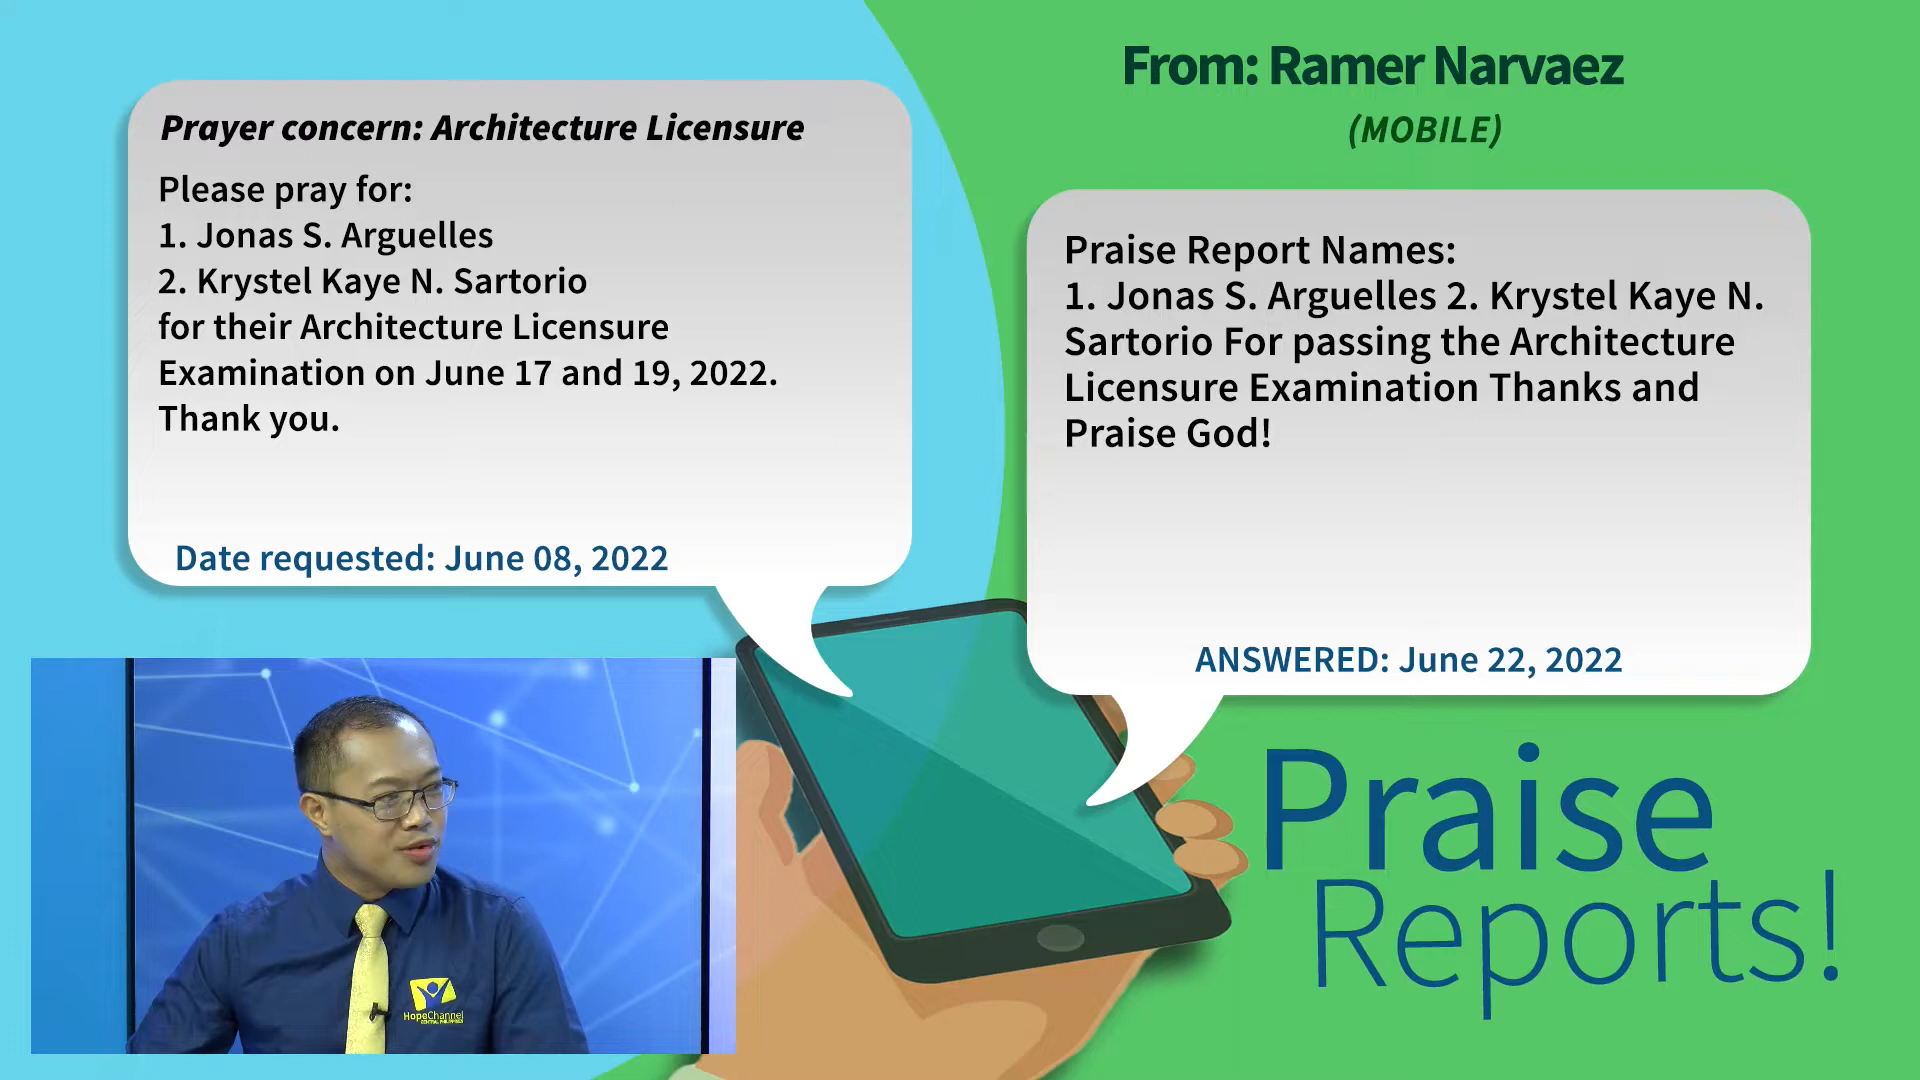 From: Ramer Narvaez
(MOBILE)
Prayer concern: Architecture Licensure
Please pray for:
1. Jonas S. Arguelles
2. Krystel Kaye N. Sartorio
for their Architecture Licensure
Examination on June 17 and 19, 2022.
Thank you.
Date requested: June 08, 2022
Praise Report Names:
1. Jonas S. Arguelles 2. Krystel Kaye N.
Sartorio For passing the Architecture
Licensure Examination Thanks and
Praise God!
ANSWERED: June 22, 2022
Praise
Reports!
HopeChannel
CENTRAL PHILIPPINES